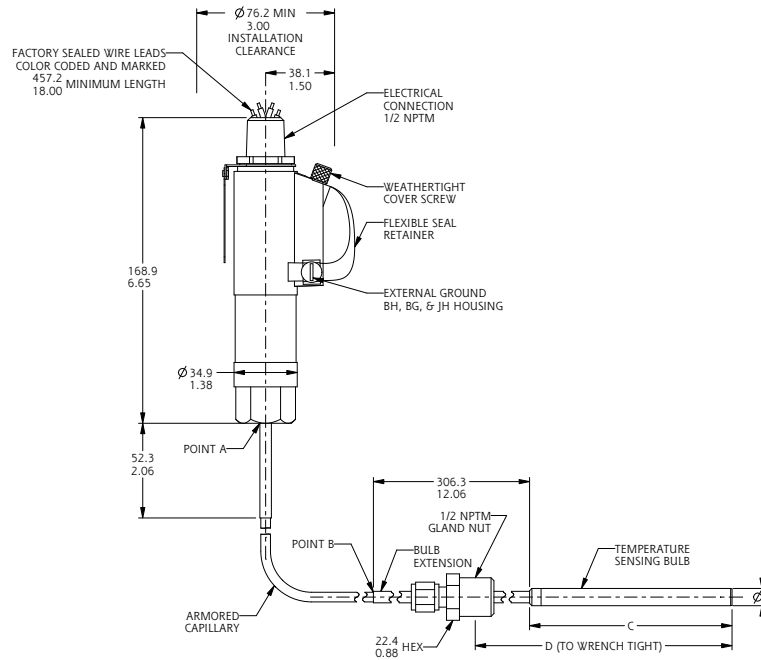 Ø 76.2 MIN
3.00
INSTALLATION
CLEARANCE
FACTORY SEALED WIRE LEADS
COLOR CODED AND MARKED
457.2
18.00 MINIMUM LENGTH
38.1
1.50
ELECTRICAL
CONNECTION
1/2 NPTM
WEATHERTIGHT
COVER SCREW
FLEXIBLE SEAL
RETAINER
168.9
6.65
EXTERNAL GROUND
BH, BG, & JH HOUSING
Ø 34.9
1.38
POINT A
52.3
2.06
306.3
12.06
1/2 NPTM
GLAND NUT
POINT B
BULB
EXTENSION
TEMPERATURE
SENSING BULB
Ø
ARMORED
CAPILLARY
22.4
0.88 HEX
C
D (TO WRENCH TIGHT)